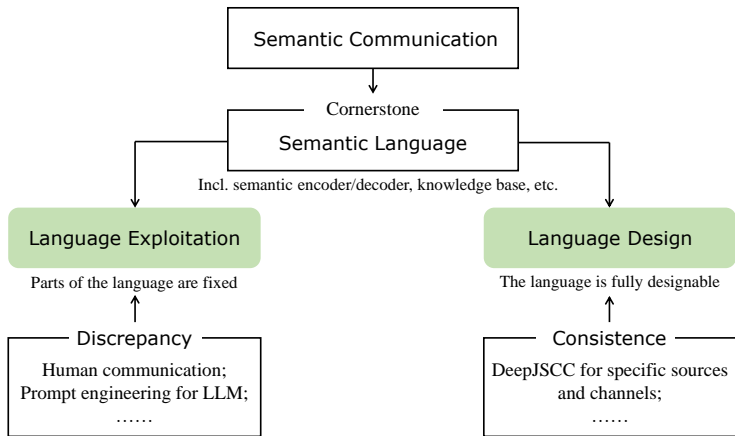 Semantic Communication
Cornerstone
Semantic Language
Incl. semantic encoder/decoder, knowledge base, etc.
Language Exploitation
Parts of the language are fixed
Discrepancy
Human communication;
Prompt engineering for LLM;
……
Language Design
The language is fully designable
Consistence
DeepJSCC for specific sources
and channels;
……